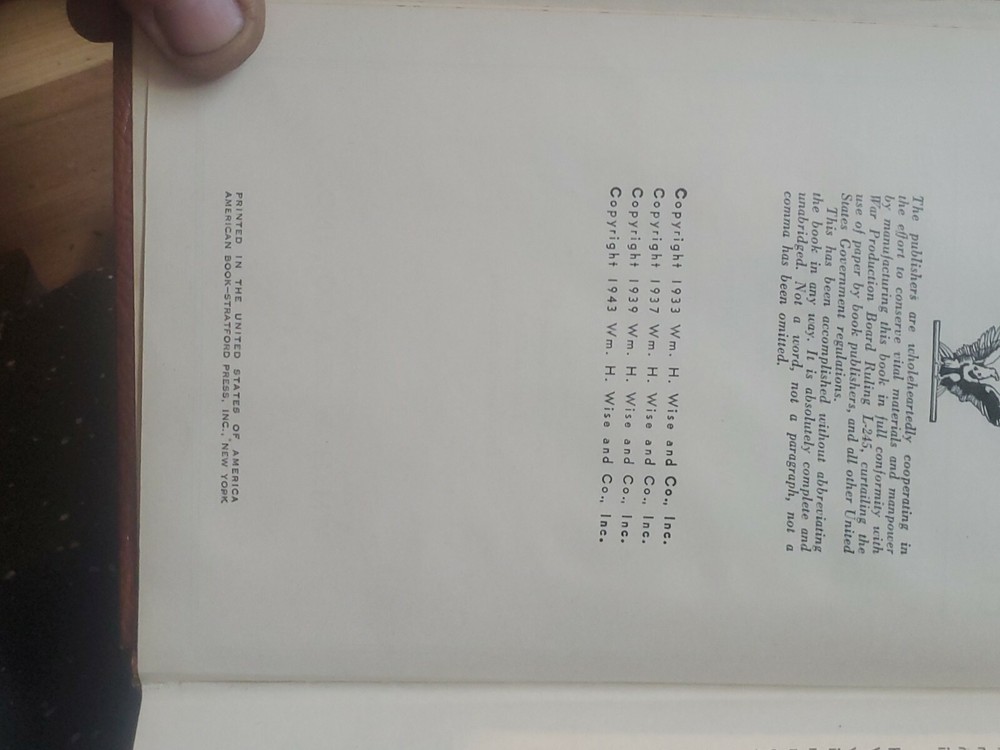 The publishers are wholeheartedly cooperating in
the effort to conserve vital materials and manpower
by manufacturing this book in full conformity with
War Production Board Ruling L-245, curtailing the
use of paper by book publishers, and all other United
States Government regulations.
This has been accomplished without abbreviating
the book in any way. It is absolutely complete and
unabridged. Not a word, not a paragraph, not a
comma has been omitted.
Copyright 1933 Wm. H. Wise and Co., Inc.
Copyright 1937 Wm. H. Wise and Co., Inc.
Copyright 1939 Wm. H. Wise and Co., Inc.
Copyright 1943 Wm. H. Wise and Co., Inc.
PRINTED IN THE UNITED STATES OF AMERICA
AMERICAN BOOK–STRATFORD PRESS, INC., NEW YORK